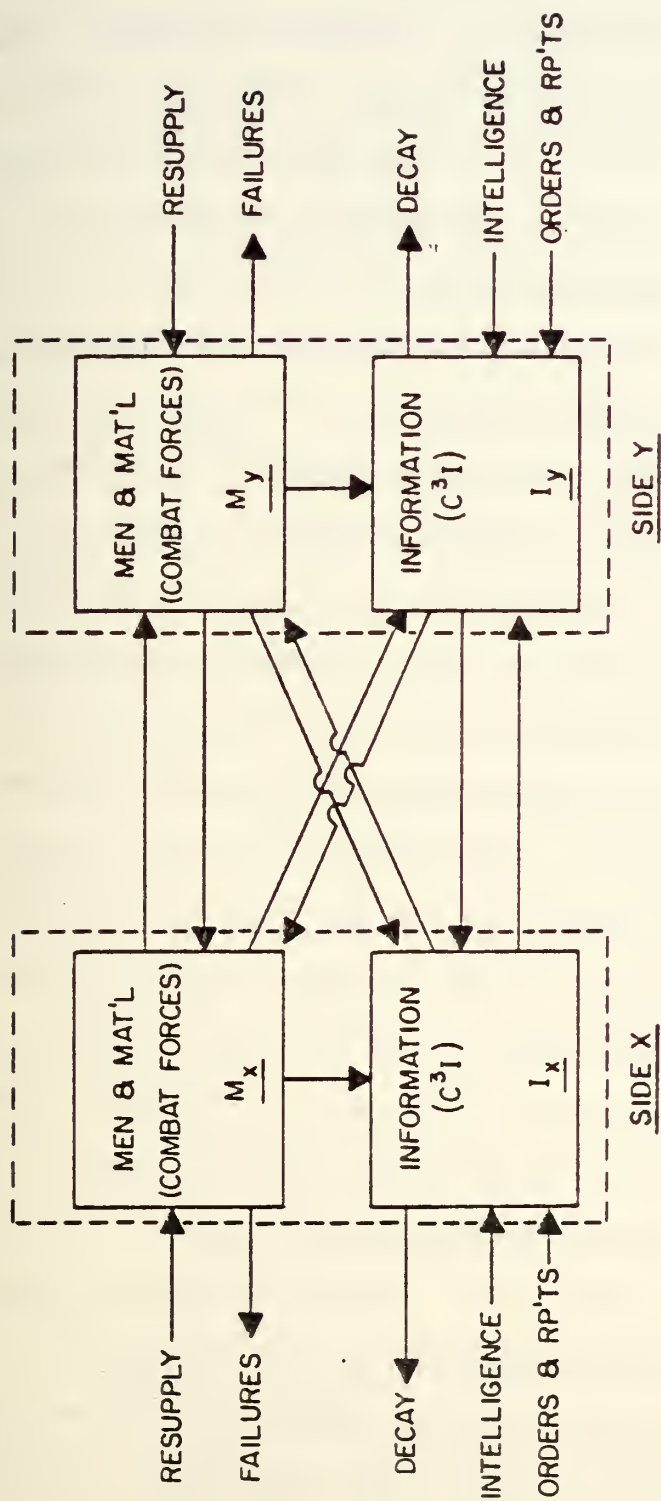 RESUPPLY
FAILURES
DECAY
INTELLIGENCE
ORDERS & RP'TS
MEN & MAT'L
(COMBAT FORCES)
Mx
INFORMATION
(C³I)
Ix
SIDE X
MEN & MAT'L
(COMBAT FORCES)
My
INFORMATION
(C³I)
Iy
SIDE Y
RESUPPLY
FAILURES
DECAY
INTELLIGENCE
ORDERS & RP'TS